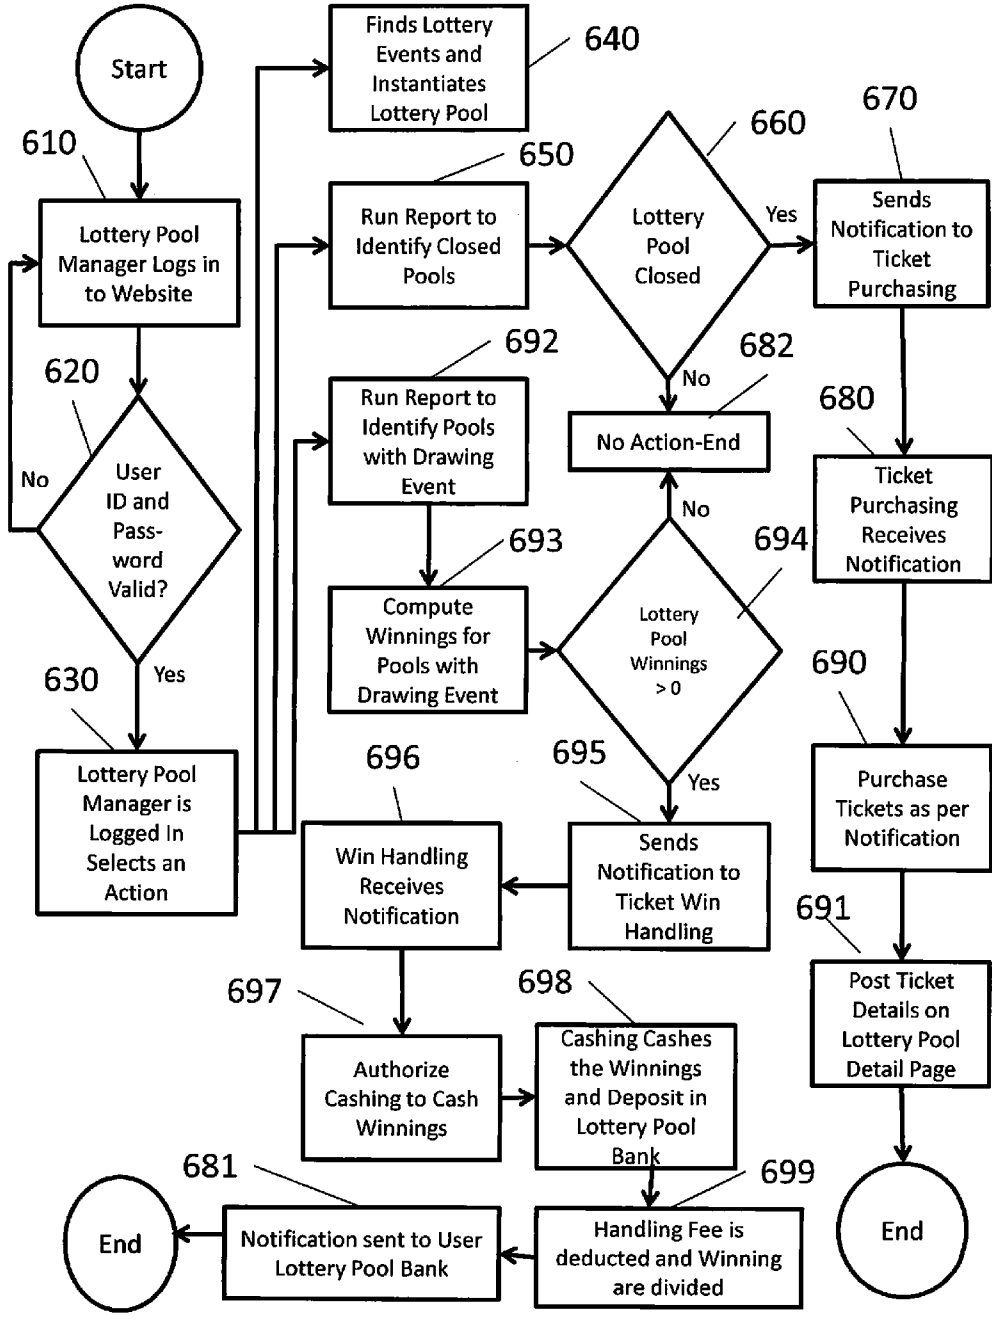 Start
610
Lottery Pool
Manager Logs in
to Website
620
User
ID and
Pass-
word
Valid?
No
Yes
630
Lottery Pool
Manager is
Logged In
Selects an
Action
Finds Lottery
Events and
Instantiates
Lottery Pool
640
650
Run Report to
Identify Closed
Pools
660
Lottery
Pool
Closed
Yes
No
670
Sends
Notification to
Ticket
Purchasing
680
Ticket
Purchasing
Receives
Notification
690
Purchase
Tickets as per
Notification
691
Post Ticket
Details on
Lottery Pool
Detail Page
End
682
No Action-End
692
Run Report to
Identify Pools
with Drawing
Event
693
Compute
Winnings for
Pools with
Drawing Event
694
Lottery
Pool
Winnings
> 0
No
Yes
695
Sends
Notification to
Ticket Win
Handling
696
Win Handling
Receives
Notification
697
Authorize
Cashing to Cash
Winnings
698
Cashing Cashes
the Winnings
and Deposit in
Lottery Pool
Bank
699
Handling Fee is
deducted and Winning
are divided
681
Notification sent to User
Lottery Pool Bank
End